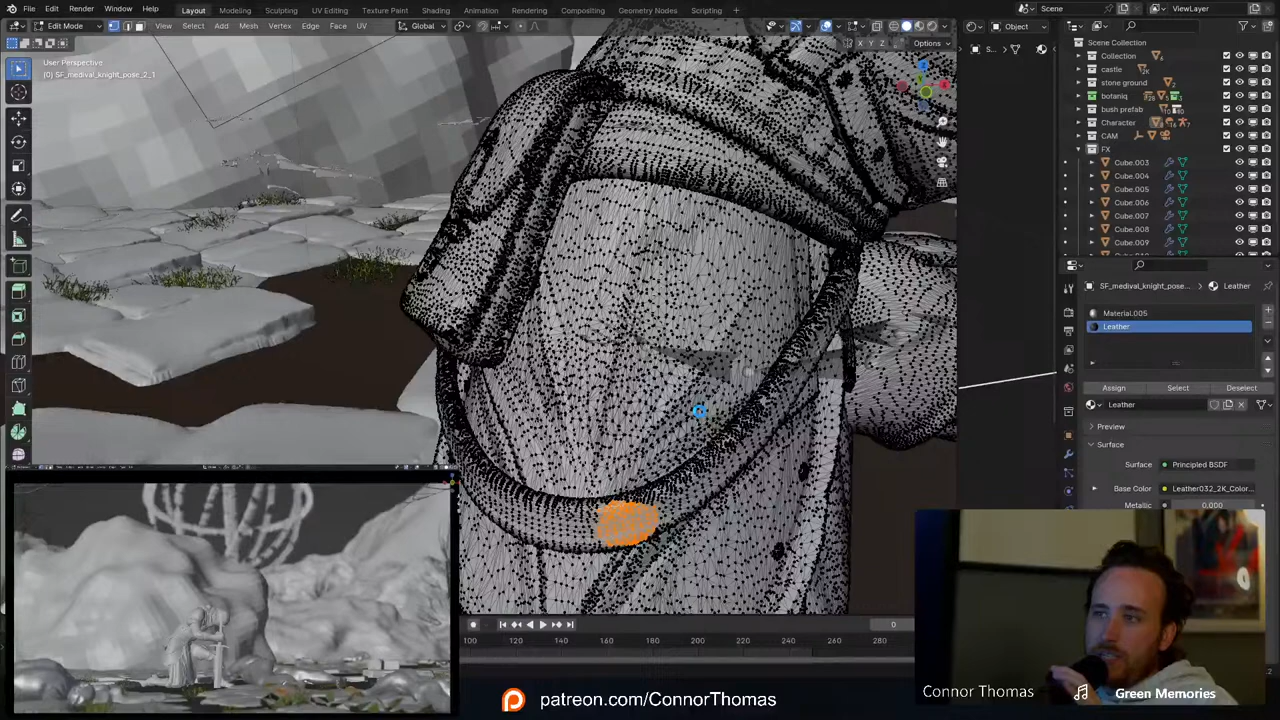 File Edit Render Window Help
Layout Modeling Sculpting UV Editing Texture Paint Shading Animation Rendering Compositing Geometry Nodes Scripting
Scene ViewLayer
Edit Mode View Select Add Mesh Vertex Edge Face UV Global
Object
Options
X Y Z
User Perspective
(0) SF_medival_knight_pose_2_1
Scene Collection
Collection
castle
stone ground
botaniq
bush prefab
Character
CAM
FX
Cube.003
Cube.004
Cube.005
Cube.006
Cube.007
Cube.008
Cube.009
SF_medival_knight_pose... Leather
Material.005
Leather
Assign Select Deselect
Leather
Preview
Surface
Surface Principled BSDF
Base Color Leather032_2K_Color...
Metallic 0.000
0
100 120 140 160 180 200 220 240 260 280
patreon.com/ConnorThomas
Connor Thomas Green Memories